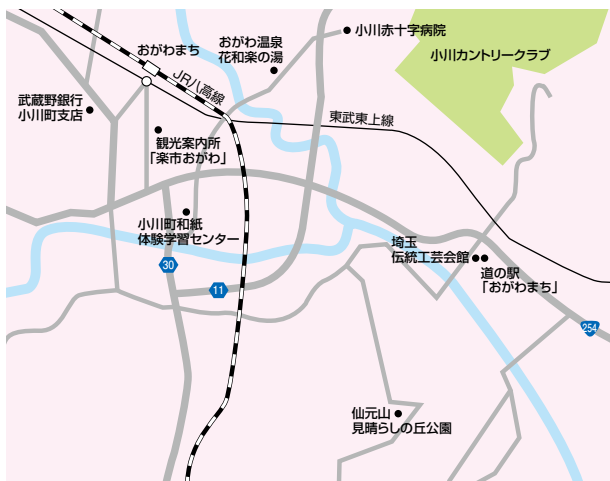 小川赤十字病院
おがわまち
おがわ温泉
花和楽の湯
小川カントリークラブ
JR八高線
武蔵野銀行
小川町支店
東武東上線
観光案内所
「楽市おがわ」
小川町和紙
体験学習センター
埼玉
伝統工芸会館
30
道の駅
「おがわまち」
11
254
仙元山
見晴らしの丘公園